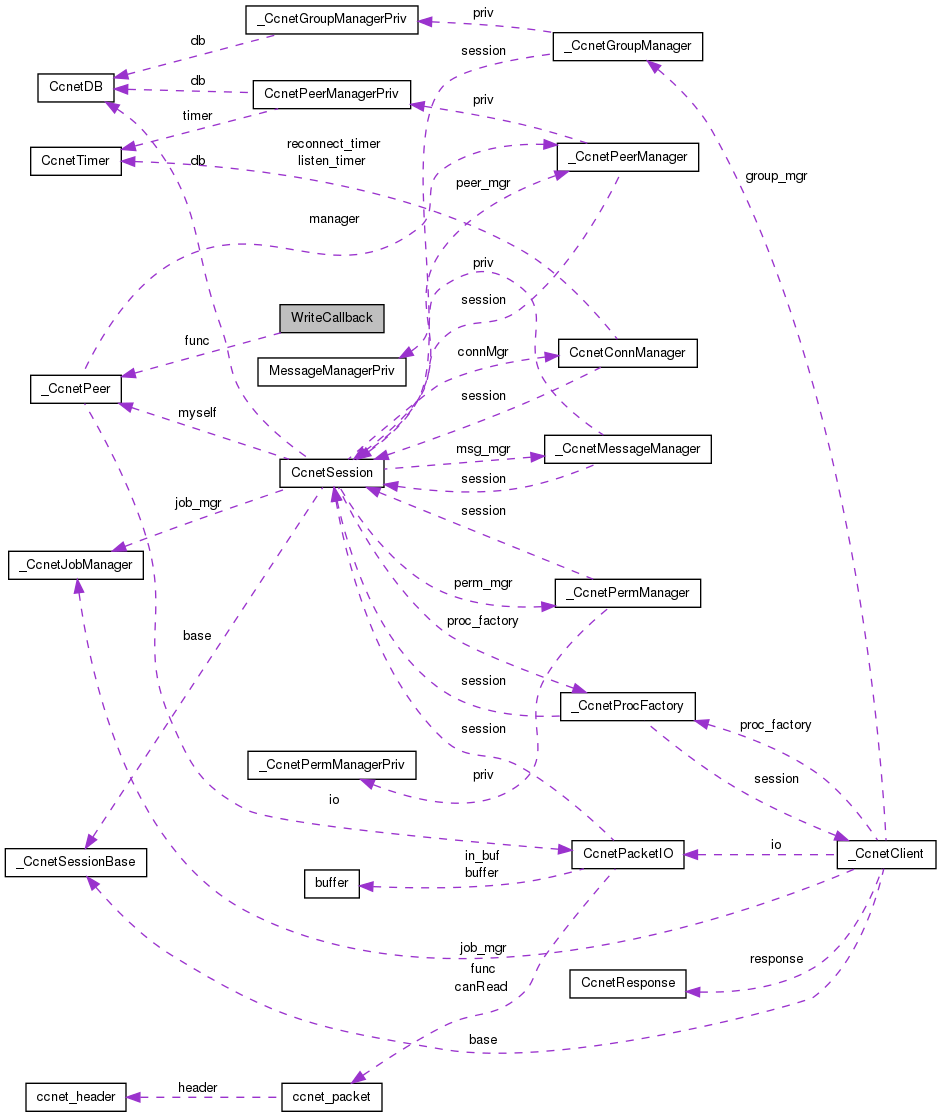 _CcnetGroupManagerPriv
priv
_CcnetGroupManager
db
session
CcnetDB
db
CcnetPeerManagerPriv
priv
timer
reconnect_timer
listen_timer
CcnetTimer
db
_CcnetPeerManager
peer_mgr
group_mgr
manager
priv
session
WriteCallback
func
connMgr
CcnetConnManager
MessageManagerPriv
_CcnetPeer
session
myself
msg_mgr
_CcnetMessageManager
CcnetSession
session
job_mgr
session
_CcnetJobManager
perm_mgr
_CcnetPermManager
base
proc_factory
session
_CcnetProcFactory
proc_factory
session
_CcnetPermManagerPriv
priv
session
io
io
_CcnetSessionBase
in_buf
buffer
CcnetPacketIO
_CcnetClient
buffer
job_mgr
func
canRead
response
CcnetResponse
base
ccnet_header
header
ccnet_packet